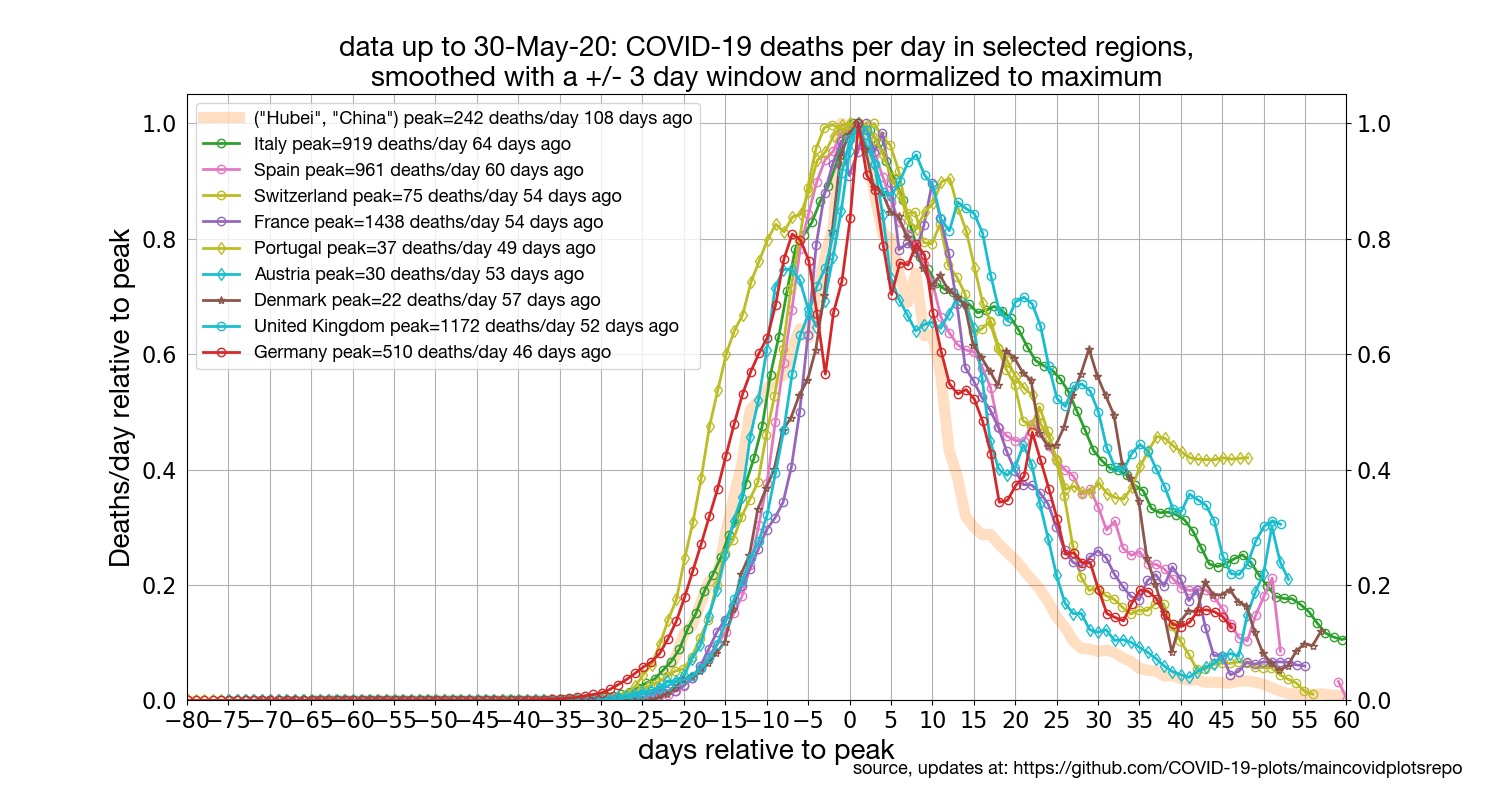 data up to 30-May-20: COVID-19 deaths per day in selected regions,
smoothed with a +/- 3 day window and normalized to maximum
("Hubei", "China") peak=242 deaths/day 108 days ago
Italy peak=919 deaths/day 64 days ago
Spain peak=961 deaths/day 60 days ago
Switzerland peak=75 deaths/day 54 days ago
France peak=1438 deaths/day 54 days ago
Portugal peak=37 deaths/day 49 days ago
Austria peak=30 deaths/day 53 days ago
Denmark peak=22 deaths/day 57 days ago
United Kingdom peak=1172 deaths/day 52 days ago
Germany peak=510 deaths/day 46 days ago
Deaths/day relative to peak
1.0
0.8
0.6
0.4
0.2
0.0
1.0
0.8
0.6
0.4
0.2
0.0
−80 −75 −70 −65 −60 −55 −50 −45 −40 −35 −30 −25 −20 −15 −10 −5 0 5 10 15 20 25 30 35 40 45 50 55 60
days relative to peak
source, updates at: https://github.com/COVID-19-plots/maincovidplotsrepo